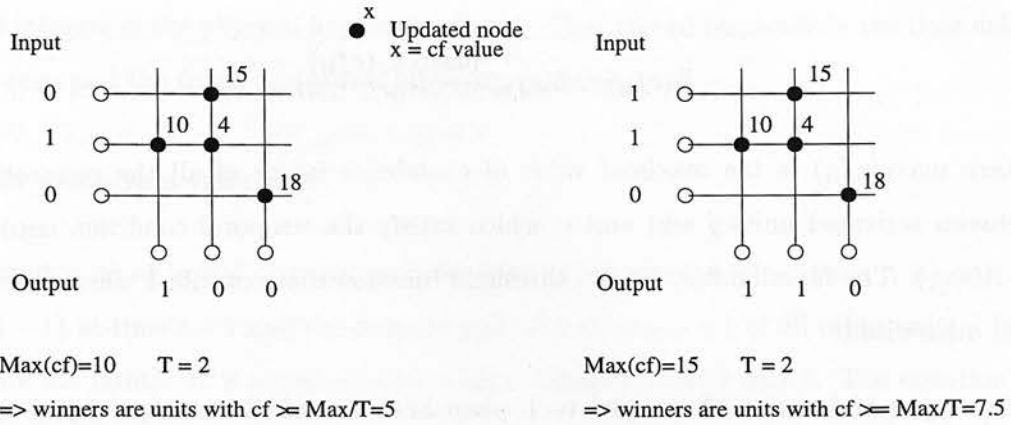 x
Updated node
x = cf value
Input
15
0
10
4
1
18
0
Output
1 0 0
Max(cf)=10 T = 2
=> winners are units with cf >= Max/T=5
Input
15
0
10
4
1
18
0
Output
1 1 0
Max(cf)=15 T = 2
=> winners are units with cf >= Max/T=7.5